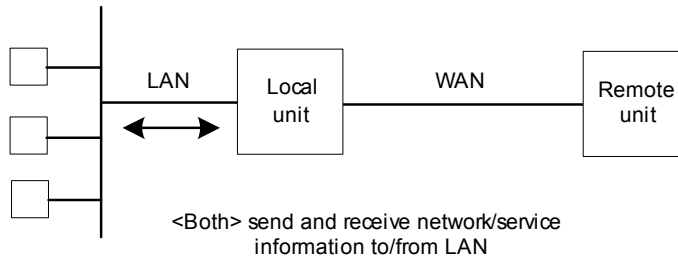 LAN
Local
unit
WAN
Remote
unit
<Both> send and receive network/service
information to/from LAN